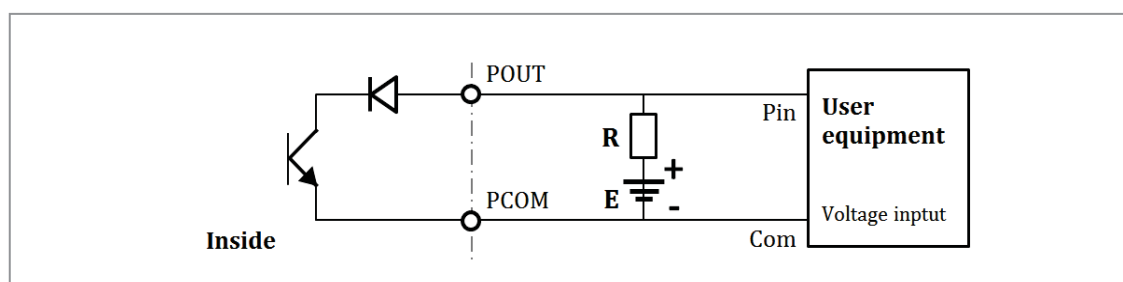 POUT
Pin
User
equipment
R
+
E
-
PCOM
Voltage inptut
Com
Inside